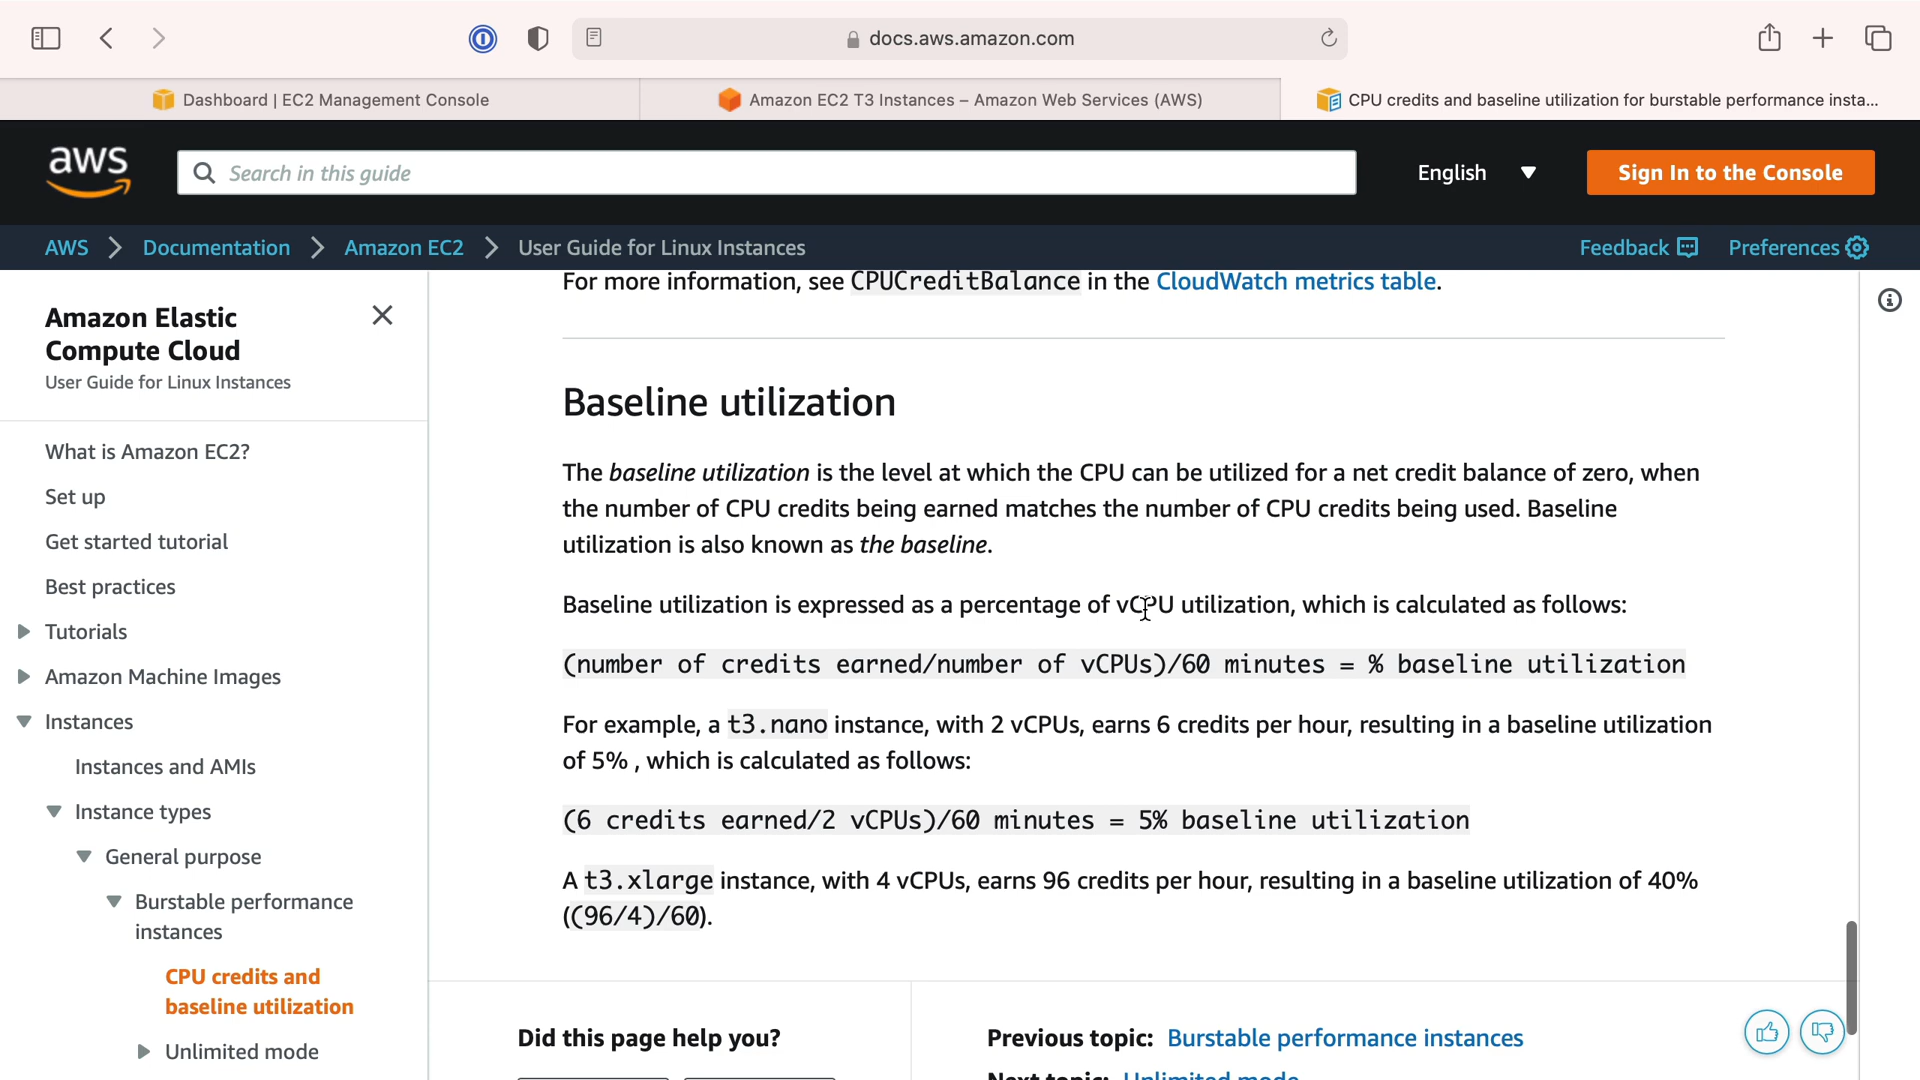 docs.aws.amazon.com
Dashboard | EC2 Management Console
Amazon EC2 T3 Instances – Amazon Web Services (AWS)
CPU credits and baseline utilization for burstable performance insta...
aws
Search in this guide
English
Sign In to the Console
AWS
Documentation
Amazon EC2
User Guide for Linux Instances
Feedback
Preferences
Amazon Elastic
Compute Cloud
User Guide for Linux Instances
What is Amazon EC2?
Set up
Get started tutorial
Best practices
Tutorials
Amazon Machine Images
Instances
Instances and AMIs
Instance types
General purpose
Burstable performance
instances
CPU credits and
baseline utilization
Unlimited mode
For more information, see CPUCreditBalance in the CloudWatch metrics table.
Baseline utilization
The baseline utilization is the level at which the CPU can be utilized for a net credit balance of zero, when
the number of CPU credits being earned matches the number of CPU credits being used. Baseline
utilization is also known as the baseline.
Baseline utilization is expressed as a percentage of vCPU utilization, which is calculated as follows:
(number of credits earned/number of vCPUs)/60 minutes = % baseline utilization
For example, a t3.nano instance, with 2 vCPUs, earns 6 credits per hour, resulting in a baseline utilization
of 5% , which is calculated as follows:
(6 credits earned/2 vCPUs)/60 minutes = 5% baseline utilization
A t3.xlarge instance, with 4 vCPUs, earns 96 credits per hour, resulting in a baseline utilization of 40%
((96/4)/60).
Did this page help you?
Previous topic: Burstable performance instances
Next topic: Unlimited mode